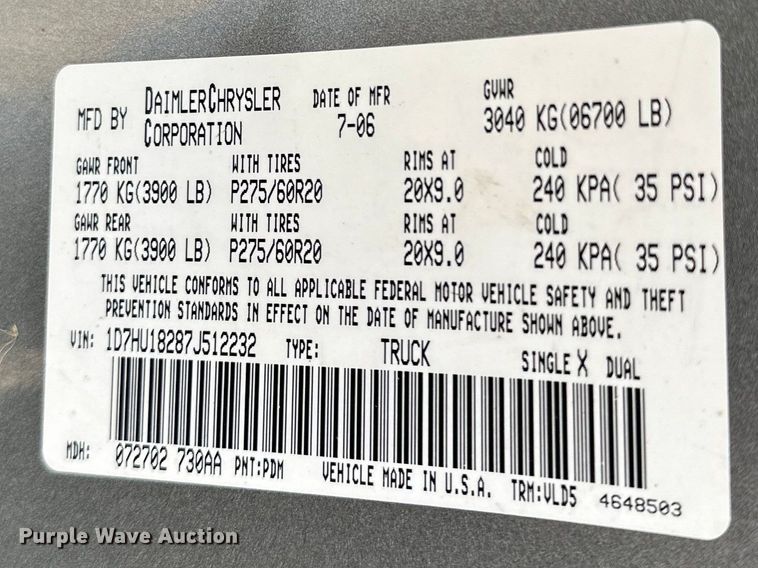 MFD BY DAIMLERCHRYSLER CORPORATION DATE OF MFR 7-06 GVWR 3040 KG(06700 LB)
GAWR FRONT WITH TIRES RIMS AT COLD
1770 KG(3900 LB) P275/60R20 20X9.0 240 KPA( 35 PSI)
GAWR REAR WITH TIRES RIMS AT COLD
1770 KG(3900 LB) P275/60R20 20X9.0 240 KPA( 35 PSI)
THIS VEHICLE CONFORMS TO ALL APPLICABLE FEDERAL MOTOR VEHICLE SAFETY AND THEFT
PREVENTION STANDARDS IN EFFECT ON THE DATE OF MANUFACTURE SHOWN ABOVE.
VIN: 1D7HU18287J512232 TYPE: TRUCK SINGLE X DUAL
MDH: 072702 730AA PNT:PDM VEHICLE MADE IN U.S.A. TRM:VLD5 4648503
Purple Wave Auction